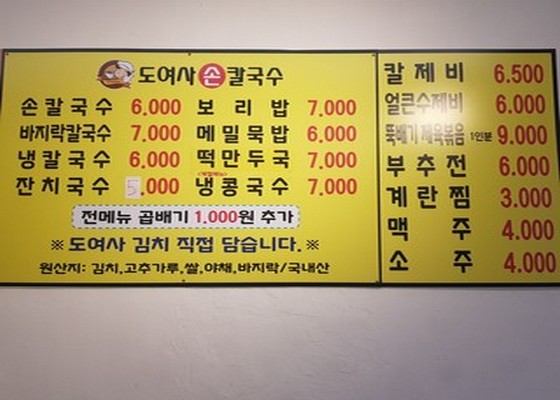 도여사 손 칼국수
손칼국수 6.000 보리밥 7.000
바지락칼국수 7.000 메밀묵밥 6.000
냉칼국수 6.000 떡만두국 7.000
잔치국수 5.000 냉콩국수 7.000
전메뉴 곱배기 1.000원 추가
※ 도여사 김치 직접 담습니다. ※
원산지: 김치,고추가루,쌀,야채,바지락/국내산
칼제비 6.500
얼큰수제비 6.000
뚝배기제육볶음 1인분 9.000
부추전 6.000
계란찜 3.000
맥주 4.000
소주 4.000